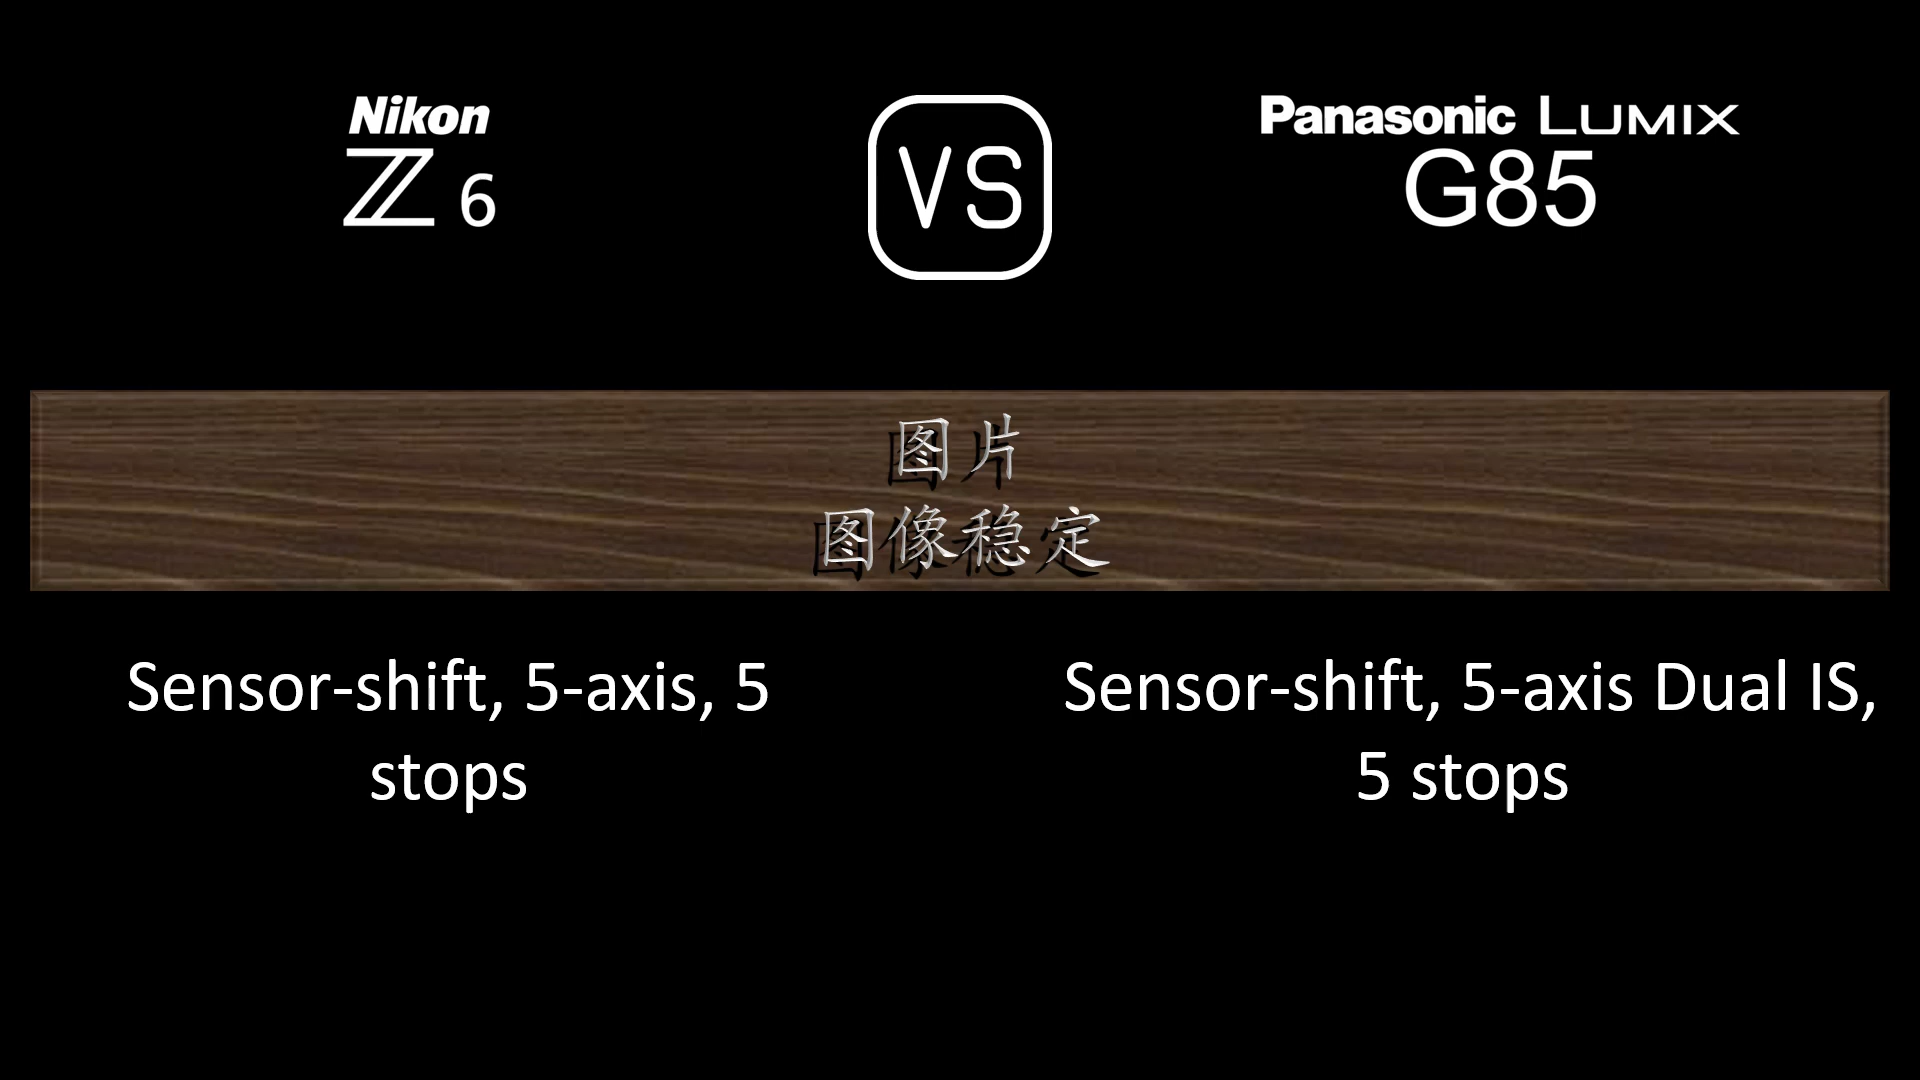 Nikon
Z 6
VS
Panasonic LUMIX
G85
图片
图像稳定
Sensor-shift, 5-axis, 5
stops
Sensor-shift, 5-axis Dual IS,
5 stops